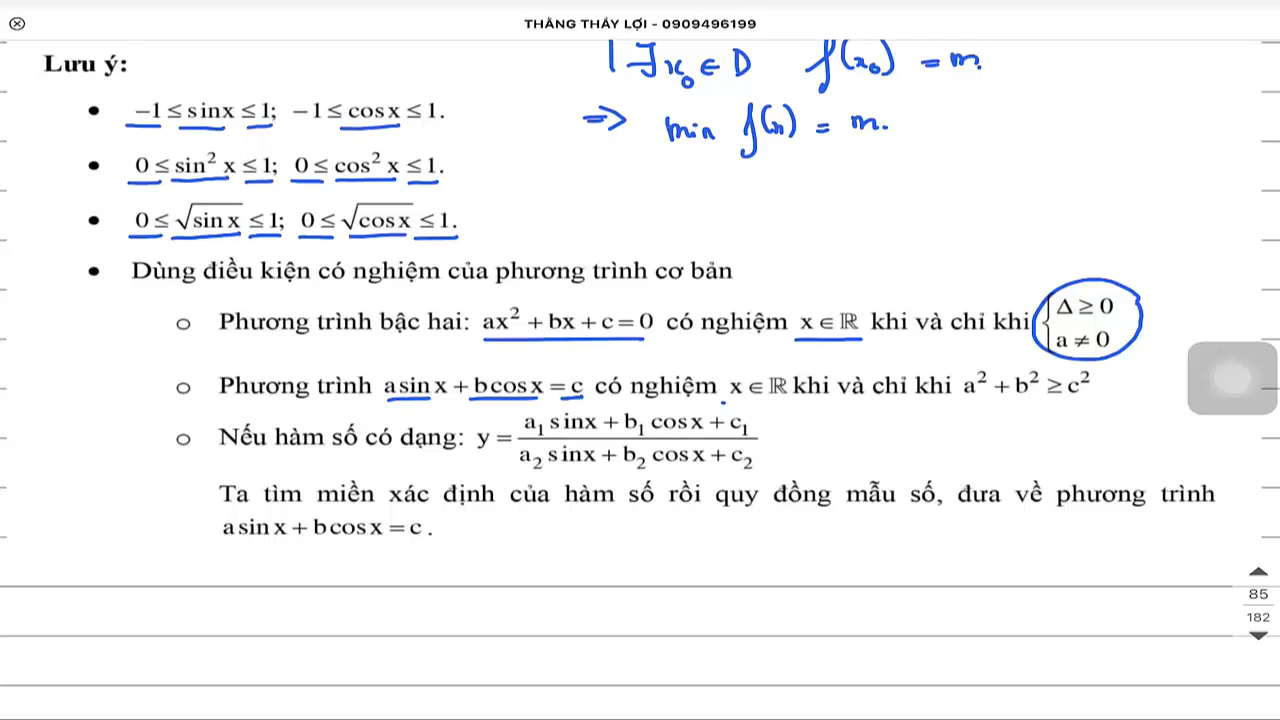 THẮNG THẦY LỢI - 0909496199
Lưu ý:
∃x₀ ∈ D f(x₀) = m.
• −1 ≤ sinx ≤ 1; −1 ≤ cosx ≤ 1.
⇒ min f(x) = m.
• 0 ≤ sin² x ≤ 1; 0 ≤ cos² x ≤ 1.
• 0 ≤ √sin x ≤ 1; 0 ≤ √cosx ≤ 1.
• Dùng điều kiện có nghiệm của phương trình cơ bản
o Phương trình bậc hai: ax² + bx + c = 0 có nghiệm x ∈ ℝ khi và chỉ khi { Δ ≥ 0
a ≠ 0
o Phương trình a sin x + b cos x = c có nghiệm x ∈ ℝ khi và chỉ khi a² + b² ≥ c²
o Nếu hàm số có dạng: y = (a₁ sinx + b₁ cosx + c₁)/(a₂ sinx + b₂ cosx + c₂)
Ta tìm miền xác định của hàm số rồi quy đồng mẫu số, đưa về phương trình
a sin x + b cos x = c .
85
182